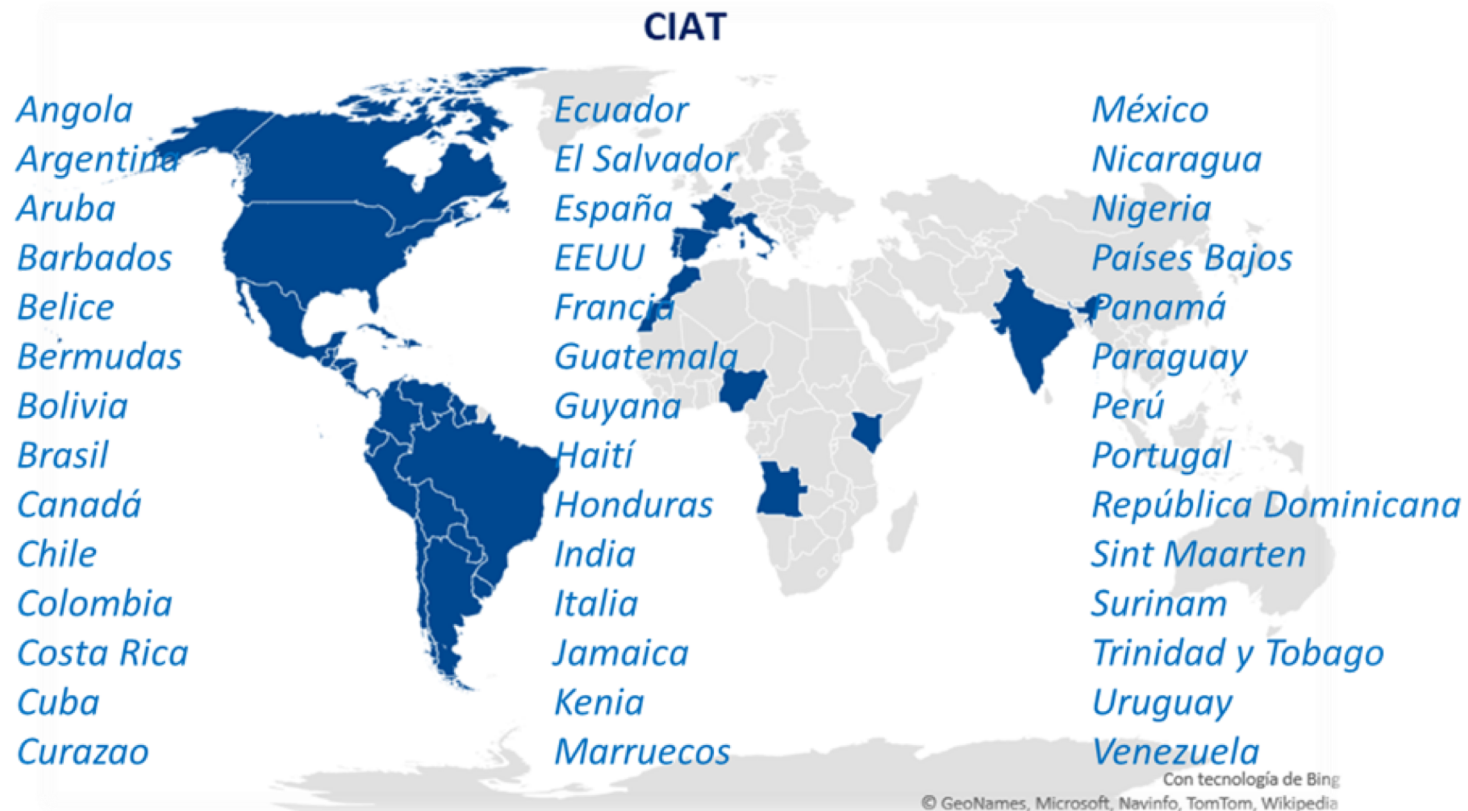 CIAT
Angola
Argentina
Aruba
Barbados
Belice
Bermudas
Bolivia
Brasil
Canadá
Chile
Colombia
Costa Rica
Cuba
Curazao
Ecuador
El Salvador
España
EEUU
Francia
Guatemala
Guyana
Haití
Honduras
India
Italia
Jamaica
Kenia
Marruecos
México
Nicaragua
Nigeria
Países Bajos
Panamá
Paraguay
Perú
Portugal
República Dominicana
Sint Maarten
Surinam
Trinidad y Tobago
Uruguay
Venezuela
Con tecnología de Bing
© GeoNames, Microsoft, Navinfo, TomTom, Wikipedia